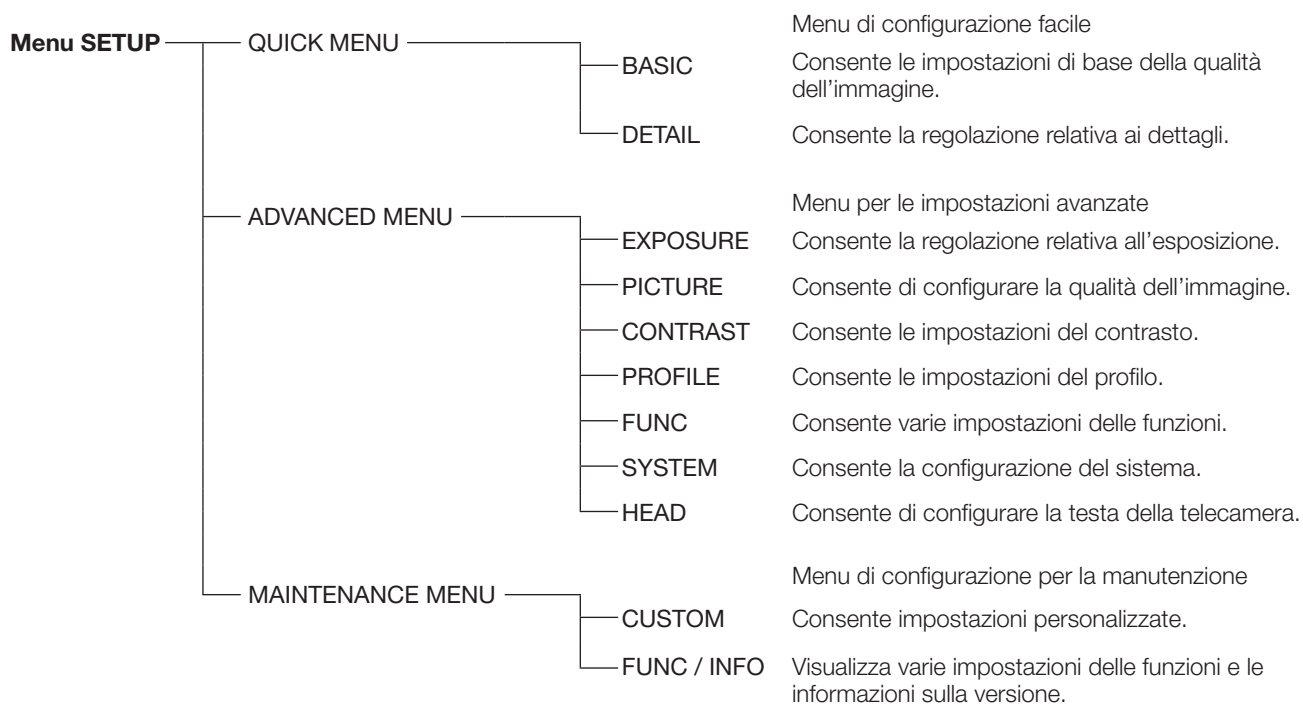 Menu SETUP
QUICK MENU
Menu di configurazione facile
BASIC
Consente le impostazioni di base della qualità
dell'immagine.
DETAIL
Consente la regolazione relativa ai dettagli.
ADVANCED MENU
Menu per le impostazioni avanzate
EXPOSURE
Consente la regolazione relativa all'esposizione.
PICTURE
Consente di configurare la qualità dell'immagine.
CONTRAST
Consente le impostazioni del contrasto.
PROFILE
Consente le impostazioni del profilo.
FUNC
Consente varie impostazioni delle funzioni.
SYSTEM
Consente la configurazione del sistema.
HEAD
Consente di configurare la testa della telecamera.
MAINTENANCE MENU
Menu di configurazione per la manutenzione
CUSTOM
Consente impostazioni personalizzate.
FUNC / INFO
Visualizza varie impostazioni delle funzioni e le
informazioni sulla versione.